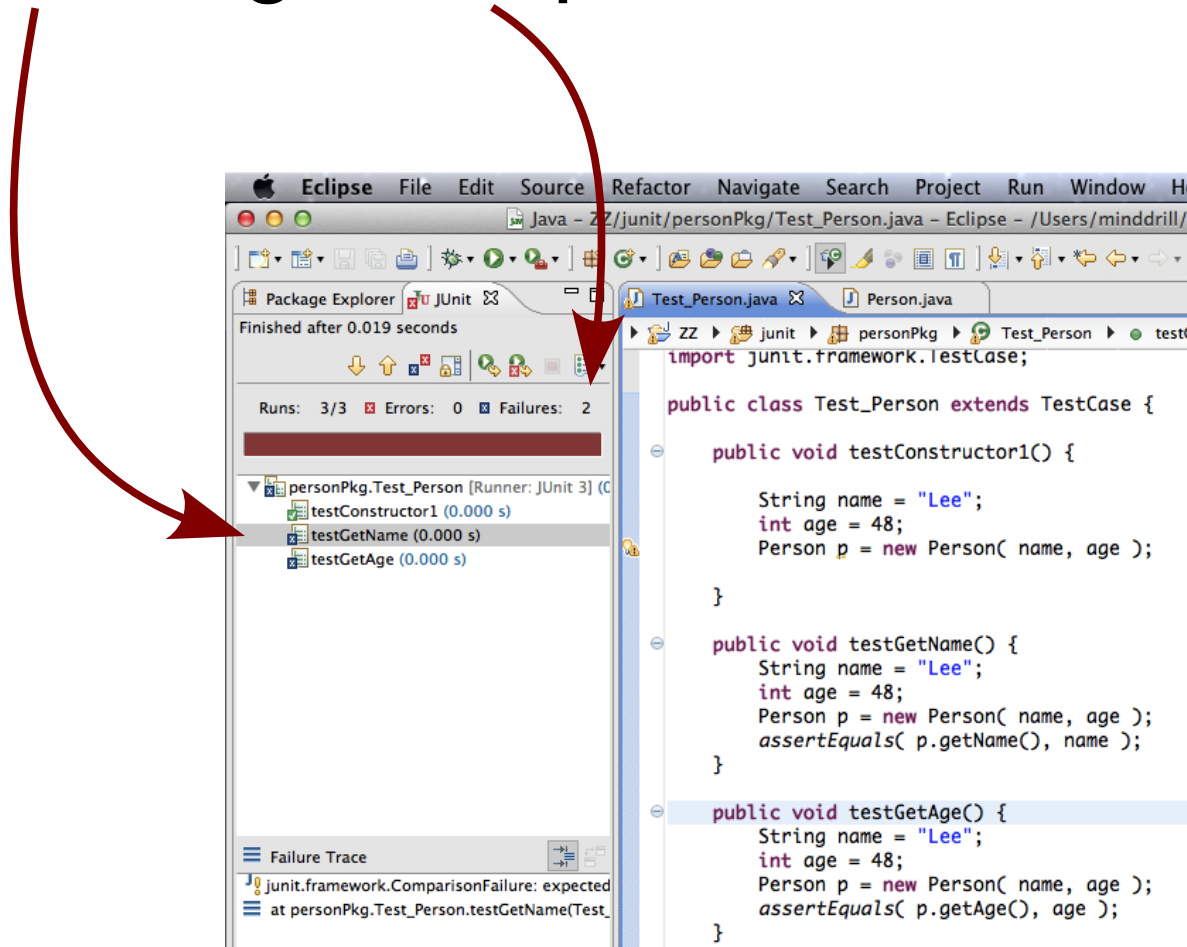 Eclipse File Edit Source Refactor Navigate Search Project Run Window
Java – ZZ/junit/personPkg/Test_Person.java – Eclipse – /Users/minddrill/
Package Explorer JUnit
Test_Person.java Person.java
Finished after 0.019 seconds
ZZ junit personPkg Test_Person
Runs: 3/3 Errors: 0 Failures: 2
personPkg.Test_Person [Runner: JUnit 3]
testConstructor1 (0.000 s)
testGetName (0.000 s)
testGetAge (0.000 s)
Failure Trace
junit.framework.ComparisonFailure: expected
at personPkg.Test_Person.testGetName(Test_
import junit.framework.TestCase;
public class Test_Person extends TestCase {
public void testConstructor1() {
String name = "Lee";
int age = 48;
Person p = new Person( name, age );
}
public void testGetName() {
String name = "Lee";
int age = 48;
Person p = new Person( name, age );
assertEquals( p.getName(), name );
}
public void testGetAge() {
String name = "Lee";
int age = 48;
Person p = new Person( name, age );
assertEquals( p.getAge(), age );
}